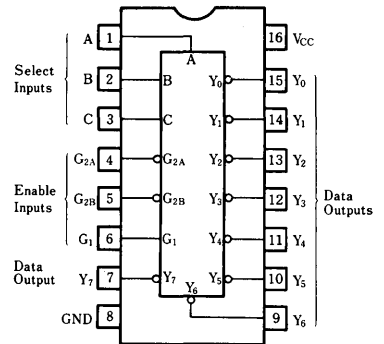 A 1 16 V_CC
A
Select Inputs
B 2 B Y₀ 15 Y₀
C 3 C Y₁ 14 Y₁
G₂A 4 G₂A Y₂ 13 Y₂
Enable Inputs
G₂B 5 G₂B Y₃ 12 Y₃
Data Outputs
G₁ 6 G₁ Y₄ 11 Y₄
Data Output
Y₇ 7 Y₇ Y₅ 10 Y₅
Y₆
GND 8 9 Y₆